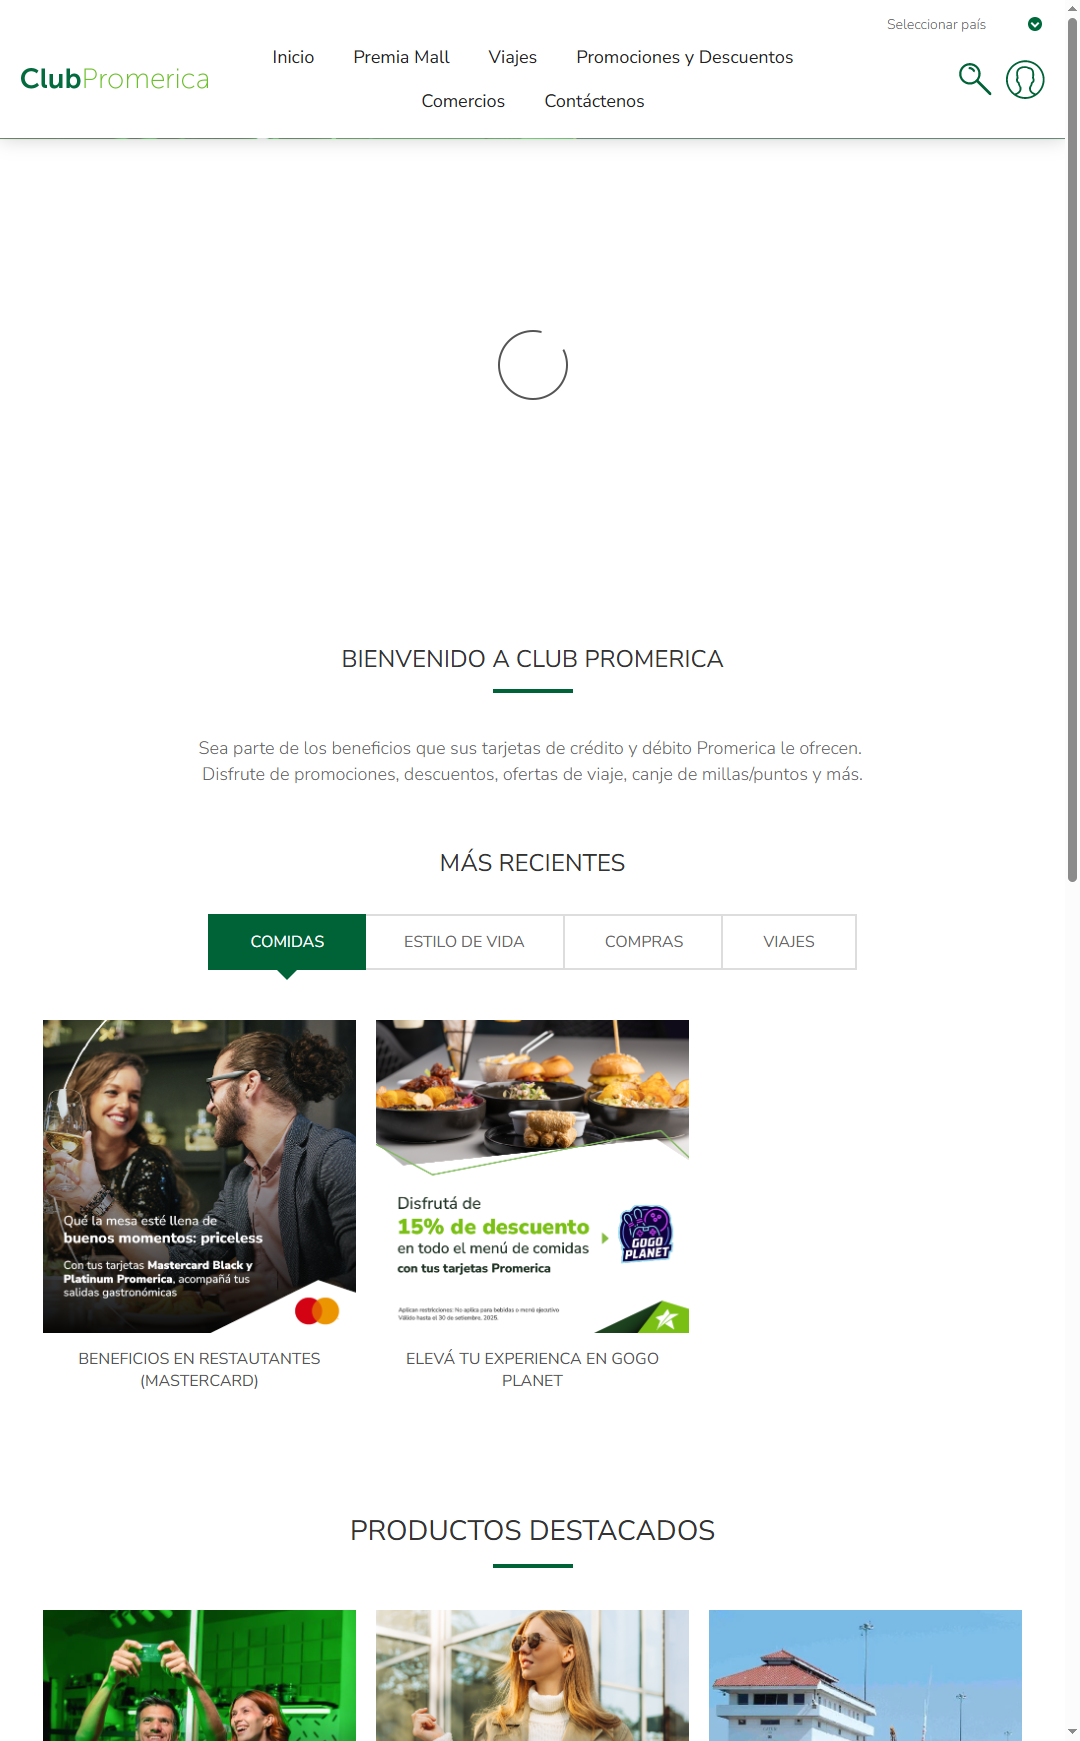 Seleccionar país
ClubPromerica
Inicio
Premia Mall
Viajes
Promociones y Descuentos
Comercios
Contáctenos
BIENVENIDO A CLUB PROMERICA
Sea parte de los beneficios que sus tarjetas de crédito y débito Promerica le ofrecen.
Disfrute de promociones, descuentos, ofertas de viaje, canje de millas/puntos y más.
MÁS RECIENTES
COMIDAS
ESTILO DE VIDA
COMPRAS
VIAJES
Qué la mesa esté llena de
buenos momentos: priceless
Con tus tarjetas Mastercard Black y
Platinum Promerica, acompañá tus
salidas gastronómicas
BENEFICIOS EN RESTAUTANTES
(MASTERCARD)
Disfrutá de
15% de descuento
en todo el menú de comidas
con tus tarjetas Promerica
GOGO
PLANET
Aplican restricciones: No aplica para bebidas o menú ejecutivo
Válido hasta el 30 de setiembre, 2025.
ELEVÁ TU EXPERIENCA EN GOGO
PLANET
PRODUCTOS DESTACADOS